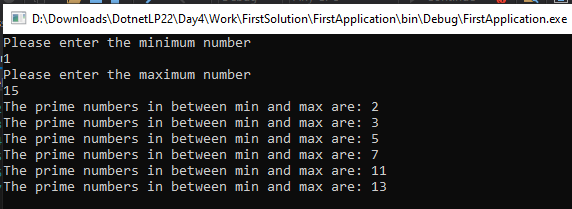 D:\Downloads\DotnetLP22\Day4\Work\FirstSolution\FirstApplication\bin\Debug\FirstApplication.exe
Please enter the minimum number
1
Please enter the maximum number
15
The prime numbers in between min and max are: 2
The prime numbers in between min and max are: 3
The prime numbers in between min and max are: 5
The prime numbers in between min and max are: 7
The prime numbers in between min and max are: 11
The prime numbers in between min and max are: 13